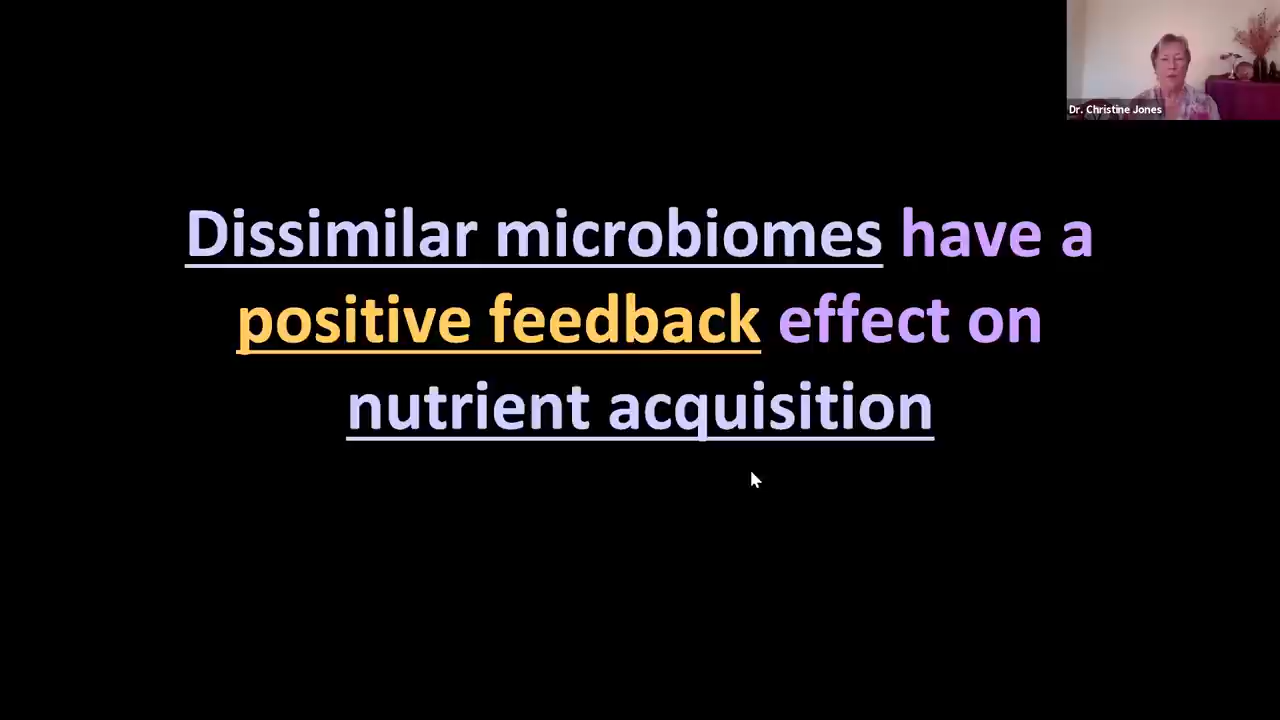 Dr. Christine Jones
Dissimilar microbiomes have a
positive feedback effect on
nutrient acquisition